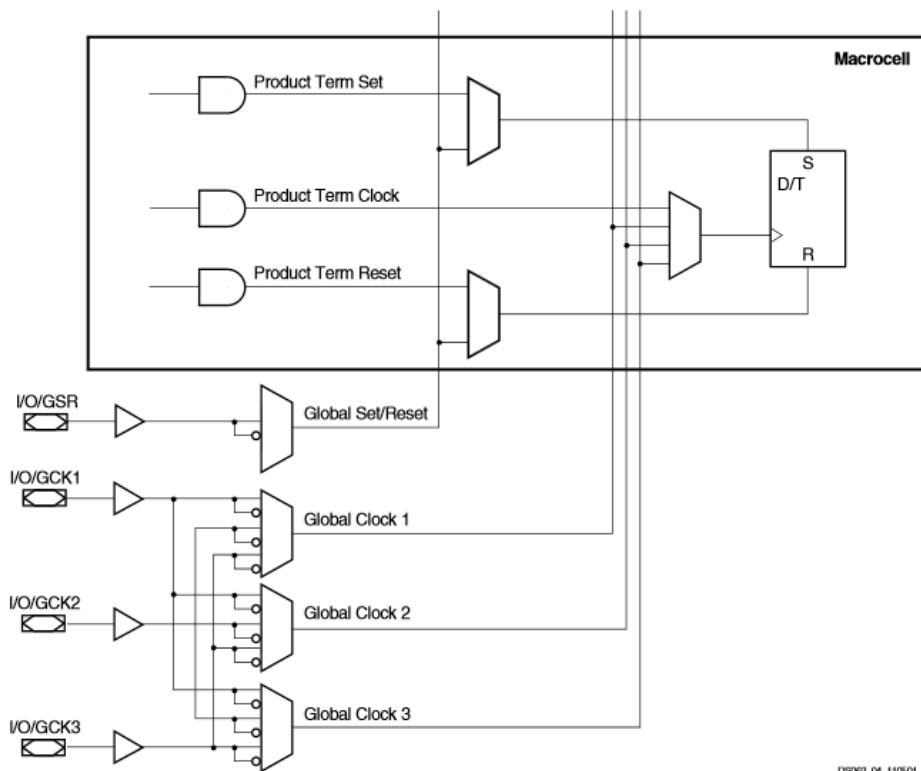 Macrocell
Product Term Set
S
D/T
Product Term Clock
R
Product Term Reset
I/O/GSR
Global Set/Reset
I/O/GCK1
Global Clock 1
I/O/GCK2
Global Clock 2
Global Clock 3
I/O/GCK3